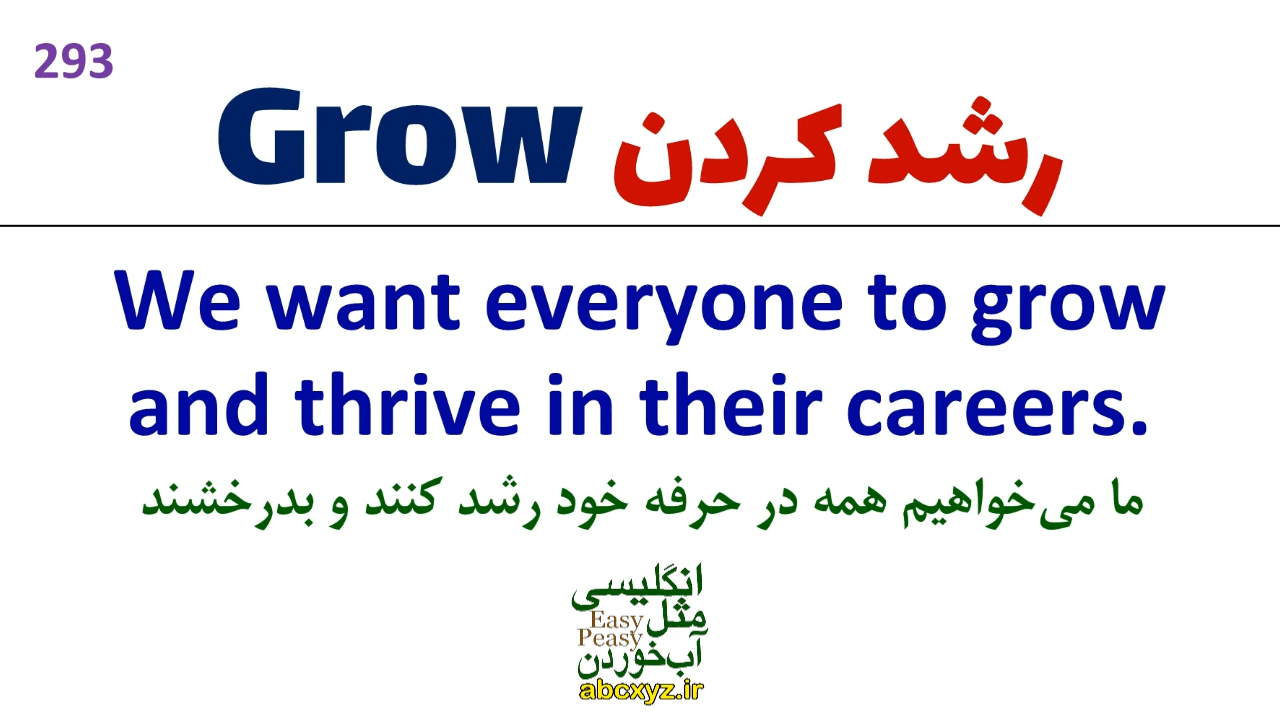 293
Grow رشد کردن
We want everyone to grow
and thrive in their careers.
ما می‌خواهیم همه در حرفه خود رشد کنند و بدرخشند
انگلیسی
مثل Easy
Peasy
آب‌خوردن
abcxyz.ir